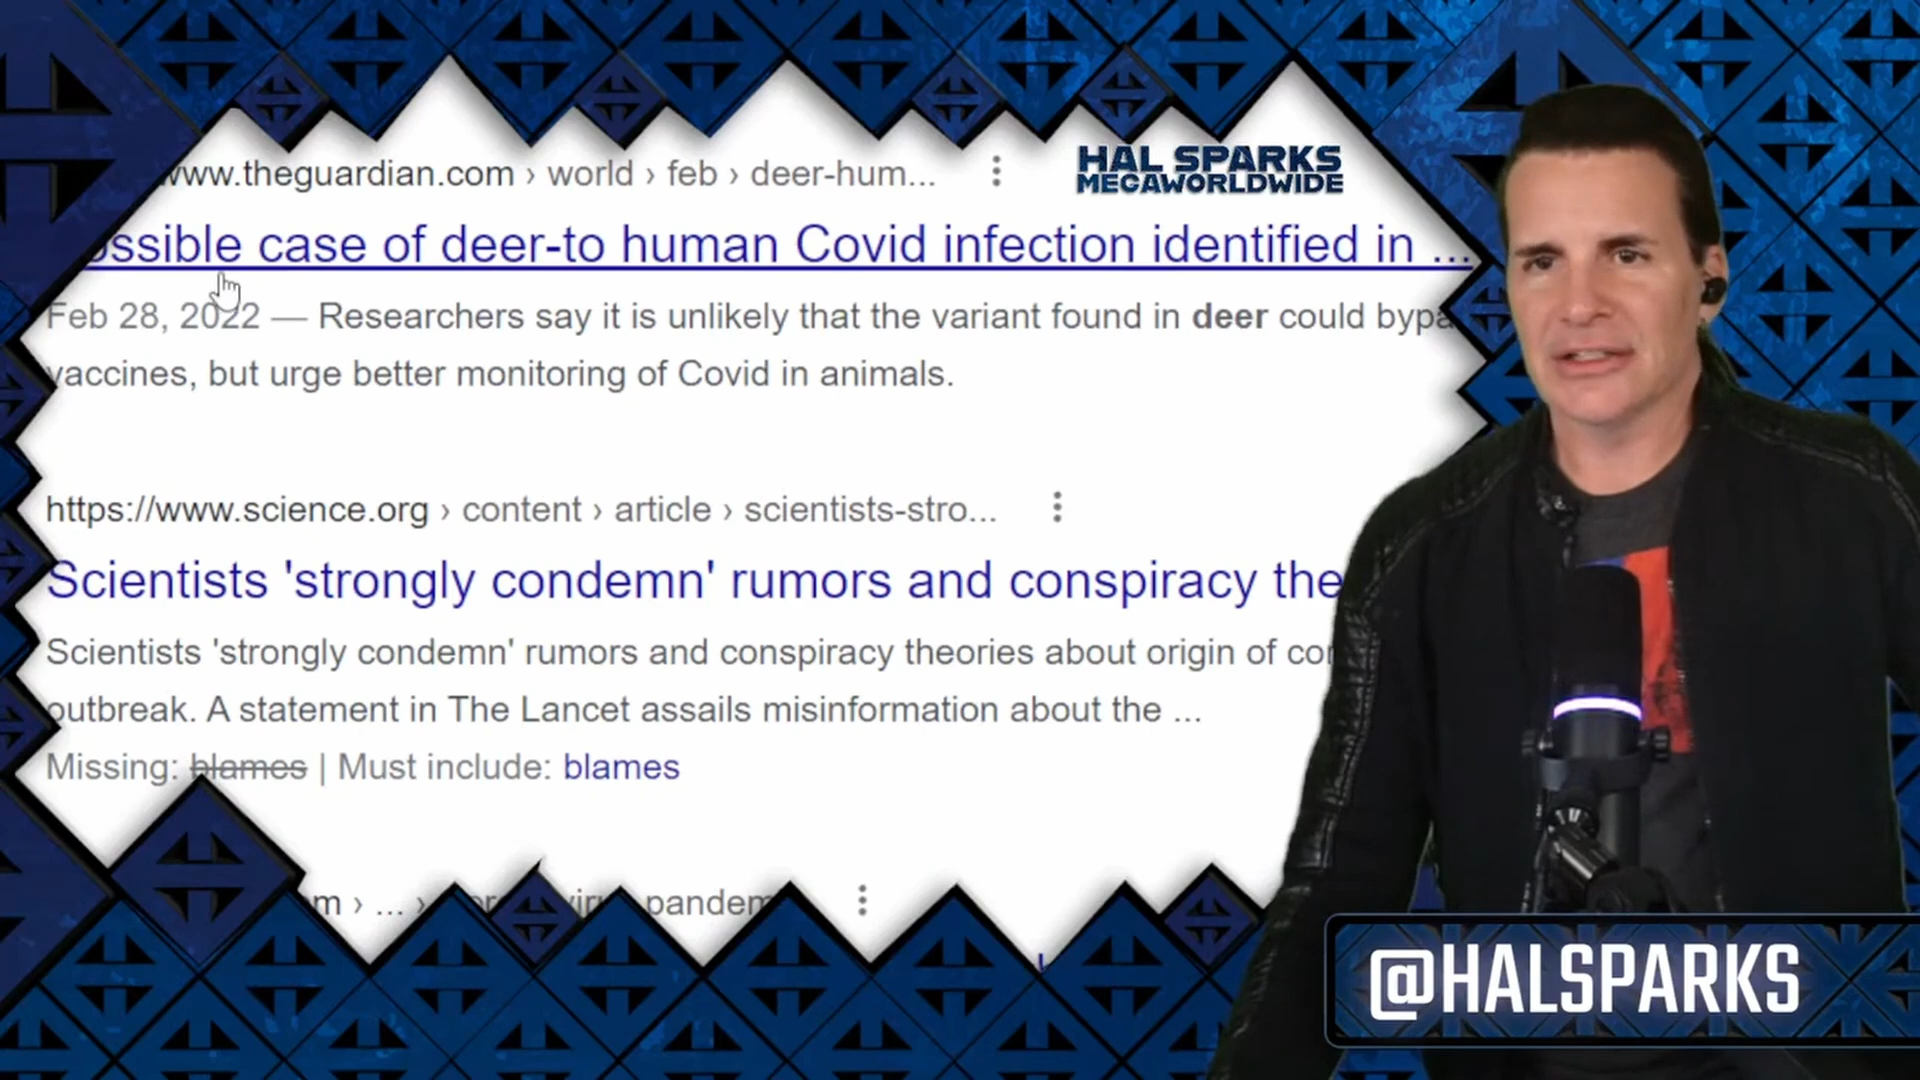 www.theguardian.com › world › feb › deer-hum...
HAL SPARKS
MEGAWORLDWIDE
ossible case of deer-to human Covid infection identified in ...
Feb 28, 2022 — Researchers say it is unlikely that the variant found in deer could bypa
vaccines, but urge better monitoring of Covid in animals.
https://www.science.org › content › article › scientists-stro...
Scientists 'strongly condemn' rumors and conspiracy the
Scientists 'strongly condemn' rumors and conspiracy theories about origin of cor
outbreak. A statement in The Lancet assails misinformation about the ...
Missing: blames | Must include: blames
m › ... › pandem
@HALSPARKS